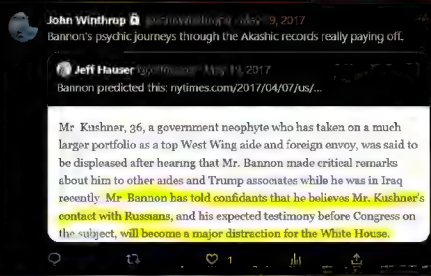 John Winthrop 9, 2017
Bannon's psychic journeys through the Akashic records really paying off.
Jeff Hauser 2017
Bannon predicted this: nytimes.com/2017/04/07/us/...
Mr Kushner, 36, a government neophyte who has taken on a much
larger portfolio as a top West Wing aide and foreign envoy, was said to
be displeased after hearing that Mr. Bannon made critical remarks
about him to other aides and Trump associates while he was in Iraq
recently Mr Bannon has told confidants that he believes Mr. Kushner's
contact with Russians, and his expected testimony before Congress on
the subject, will become a major distraction for the White House.
1